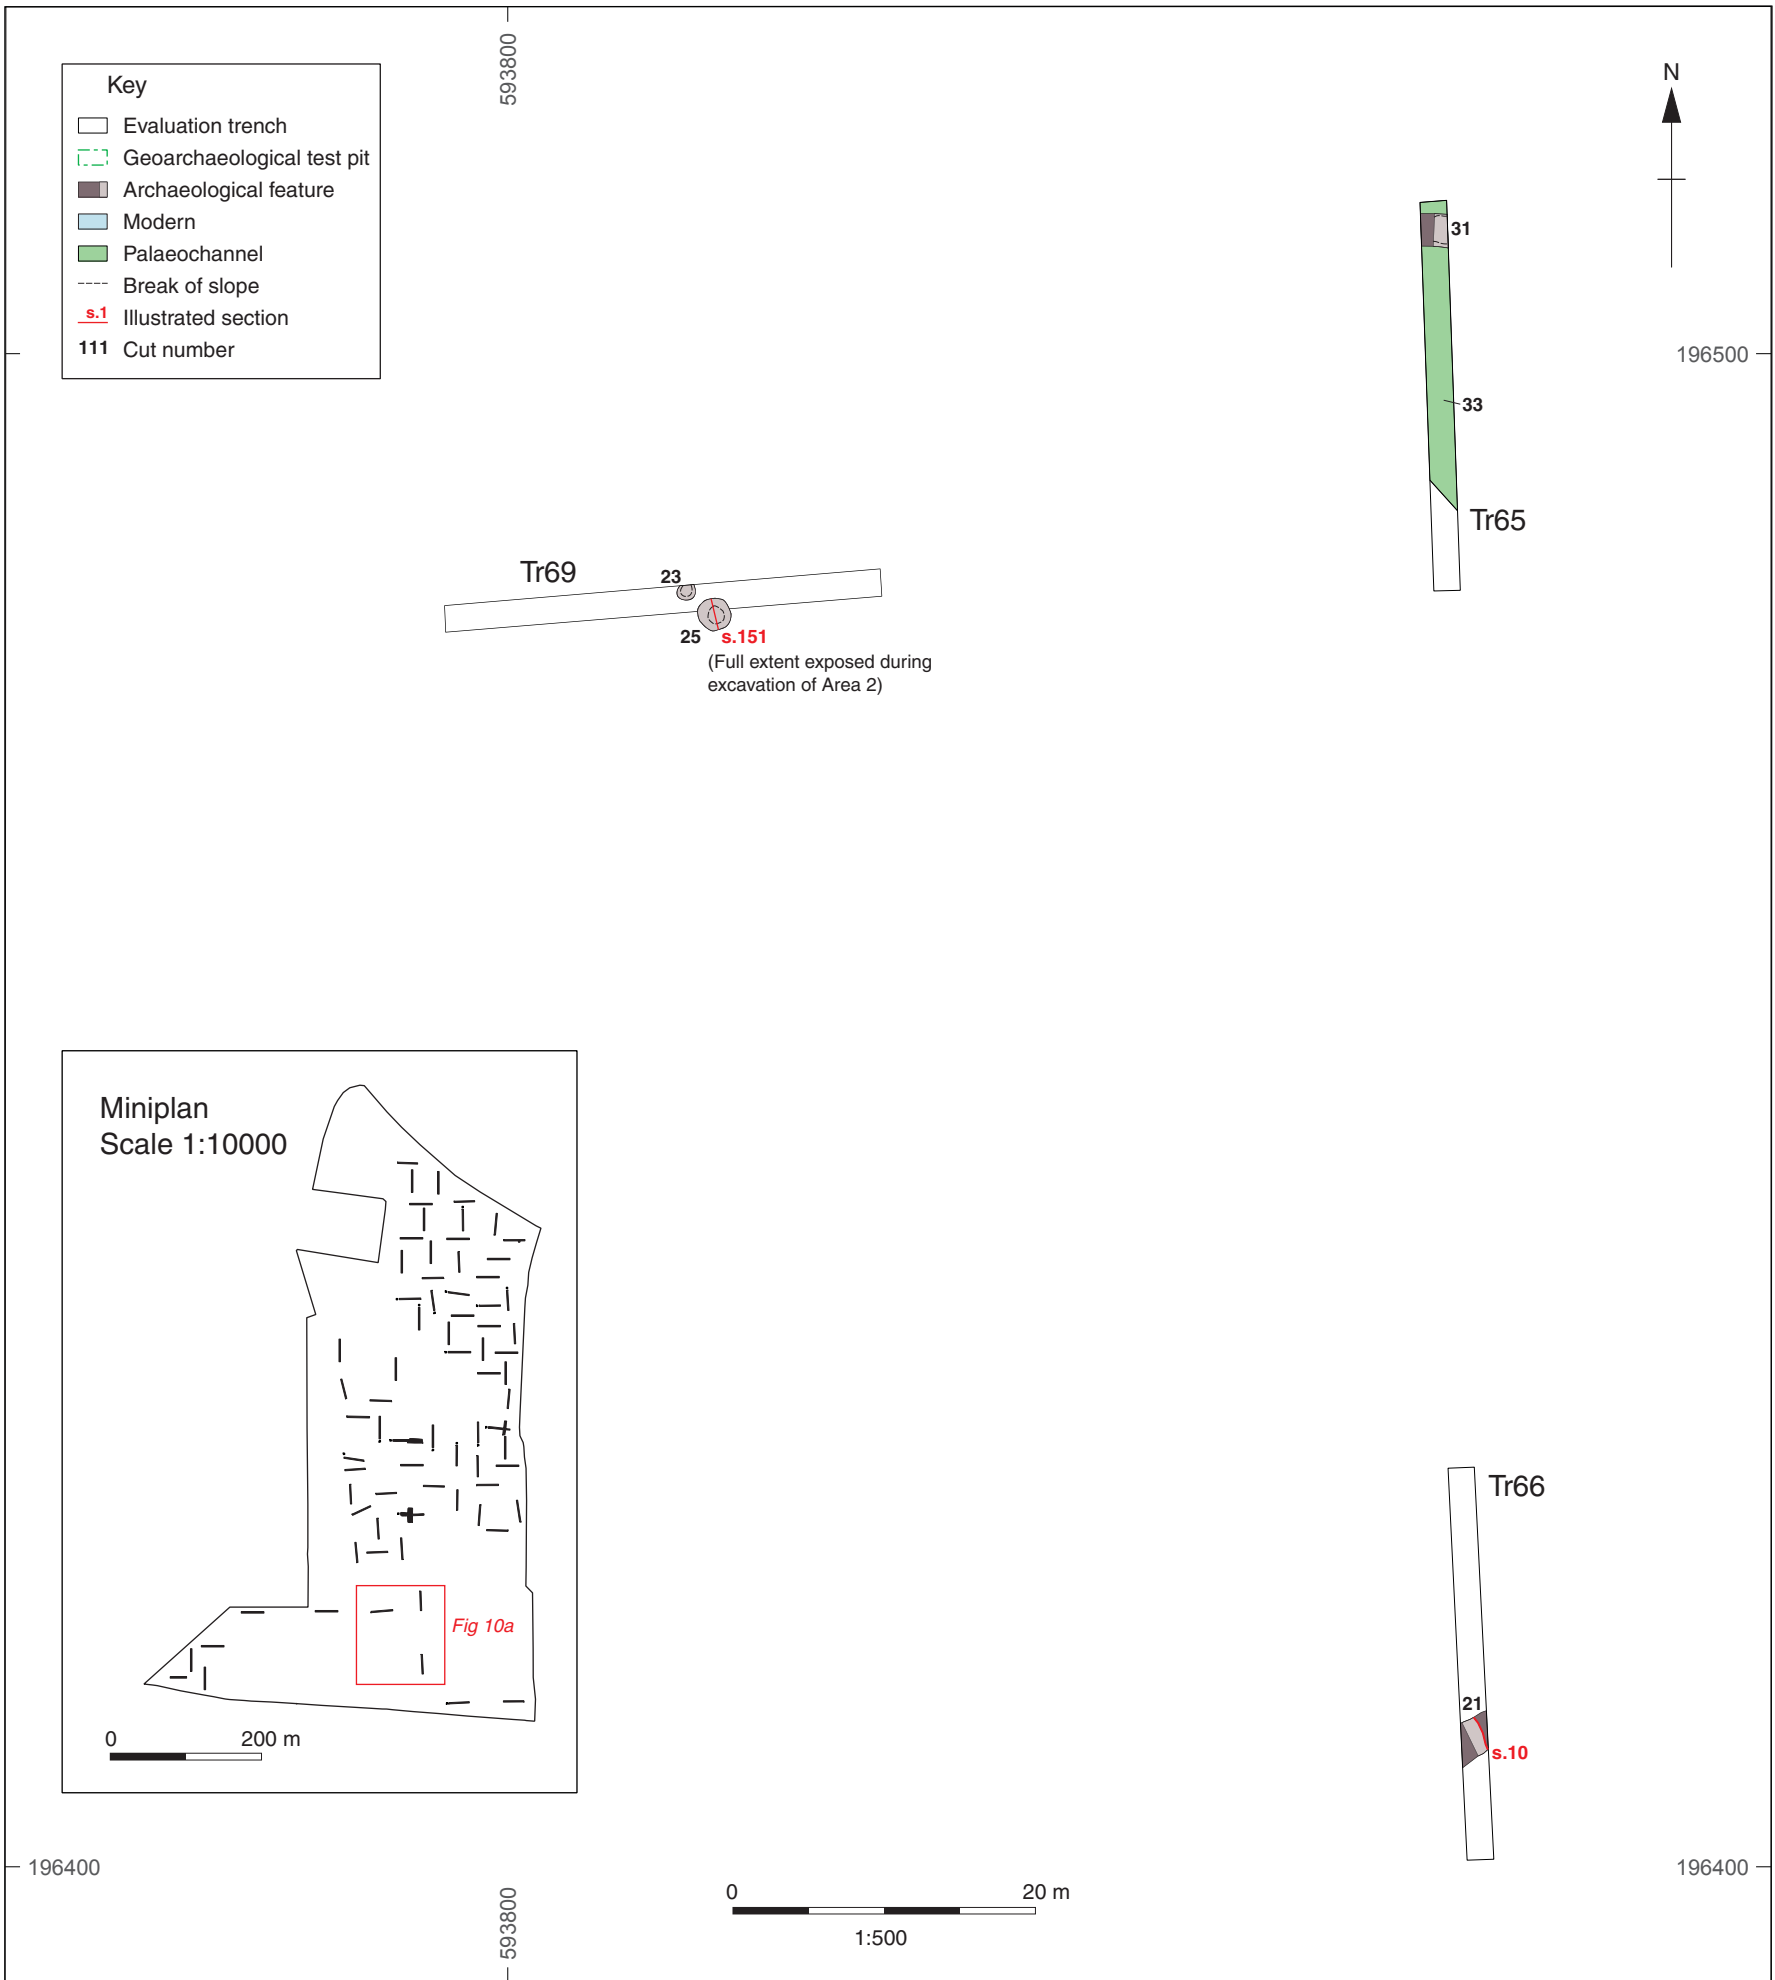 593800
Key
Evaluation trench
Geoarchaeological test pit
Archaeological feature
Modern
Palaeochannel
Break of slope
s.1 Illustrated section
111 Cut number
N
31
196500
33
Tr65
Tr69
23
25 s.151
(Full extent exposed during
excavation of Area 2)
Miniplan
Scale 1:10000
Fig 10a
0 200 m
Tr66
21
s.10
196400
196400
593800
0 20 m
1:500